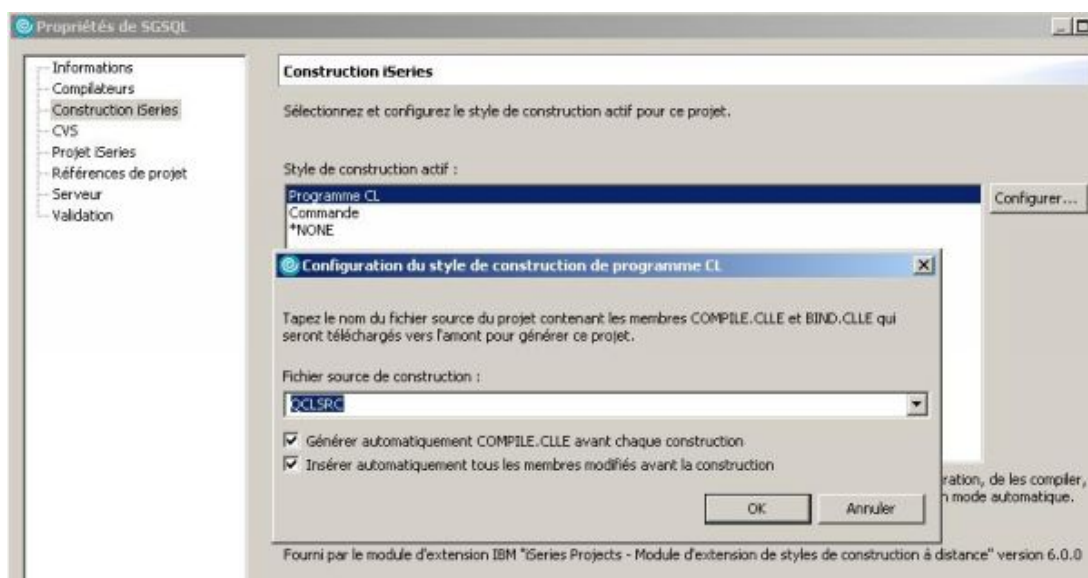 Propriétés de SGSQL
Informations
Compilateurs
Construction iSeries
CVS
Projet iSeries
Références de projet
Serveur
Validation
Construction iSeries
Sélectionnez et configurez le style de construction actif pour ce projet.
Style de construction actif :
Programme CL
Commande
*NONE
Configurer...
Configuration du style de construction de programme CL
Tapez le nom du fichier source du projet contenant les membres COMPILE.CLLE et BIND.CLLE qui
seront téléchargés vers l'amont pour générer ce projet.
Fichier source de construction :
QCLSRC
Générer automatiquement COMPILE.CLLE avant chaque construction
Insérer automatiquement tous les membres modifiés avant la construction
OK
Annuler
ration, de les compiler,
n mode automatique.
Fourni par le module d'extension IBM "iSeries Projects - Module d'extension de styles de construction à distance" version 6.0.0